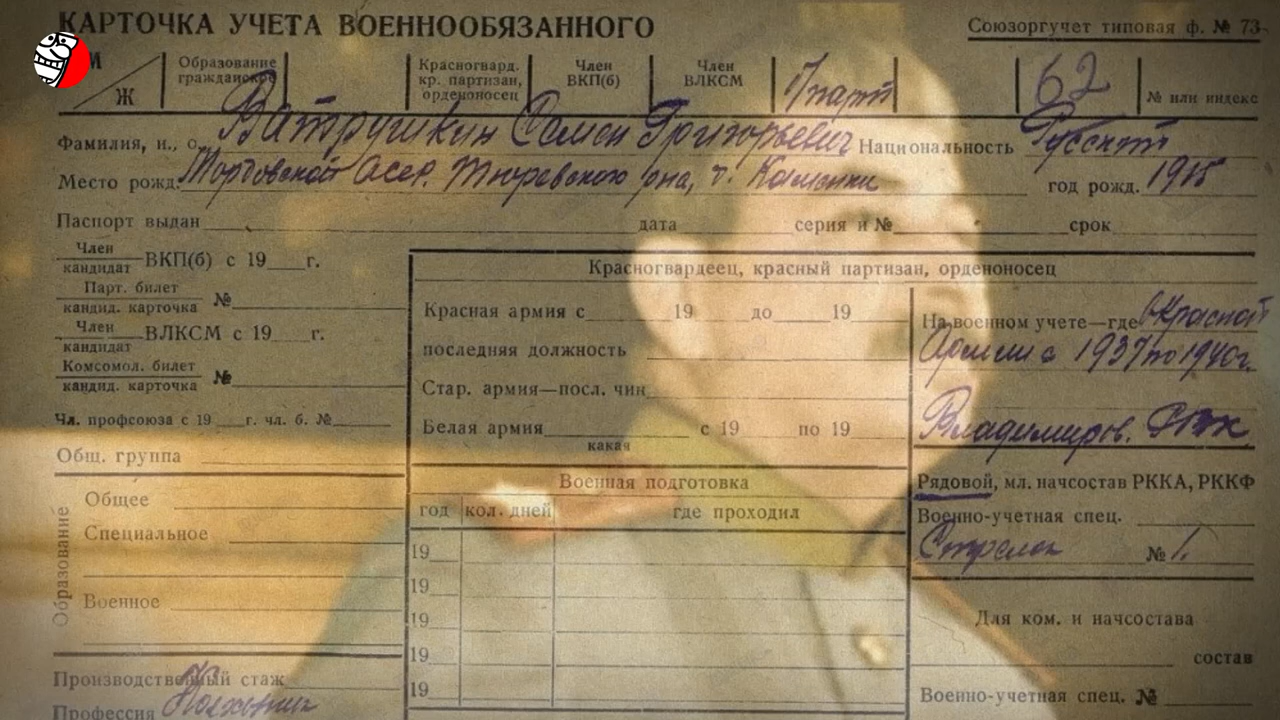 КАРТОЧКА УЧЕТА ВОЕННООБЯЗАННОГО
Союзоргучет типовая ф. № 73
М
Ж
Образование
гражданское
Красногвард.
кр. партизан,
орденоносец
Член
ВКП(б)
Член
ВЛКСМ
62
№ или индекс
Фамилия, и., о. Ватрушкин Семен Григорьевич Национальность Русский
Место рожд. Мордовской Асср. Теньгушевского р-на, Каменки год рожд. 1915
Паспорт выдан дата серия и № срок
Член
кандидат ВКП(б) с 19 г.
Парт. билет
кандид. карточка №
Член
кандидат ВЛКСМ с 19 г.
Комсомол. билет
кандид. карточка №
Чл. профсоюза с 19 г. чл. б. №
Общ. группа
Образование
Общее
Специальное
Военное
Производственный стаж
Профессия Колхозник
Красногвардеец, красный партизан, орденоносец
Красная армия с 19 до 19
последняя должность
Стар. армия—посл. чин
Белая армия с 19 по 19
какая
Военная подготовка
год кол. дней где проходил
19
19
19
19
19
На военном учете—где в Красной
Армии с 1937 по 1940г.
Владимиров.
Рядовой, мл. начсостав РККА, РККФ
Военно-учетная спец.
Стрелок № 1.
Для ком. и начсостава
состав
Военно-учетная спец. №